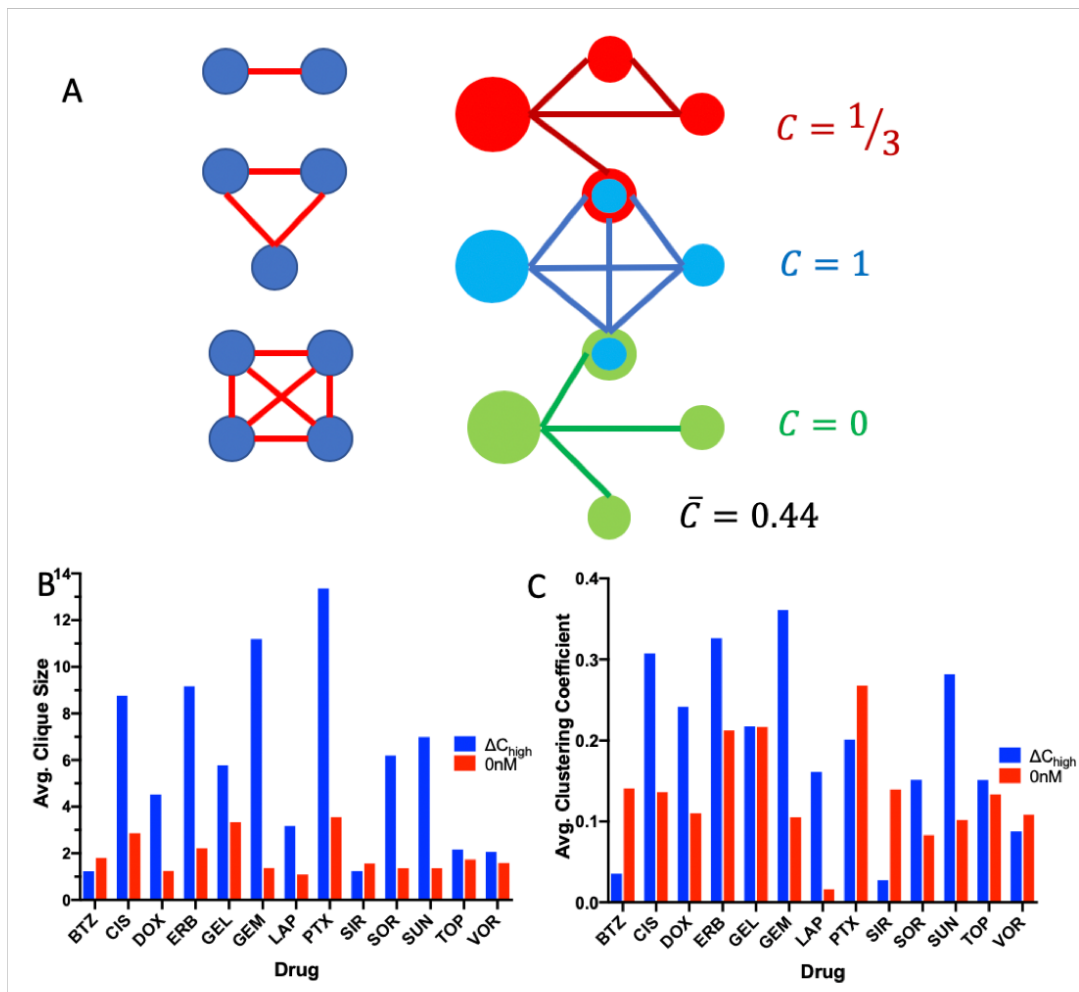 A
C = 1/3
C = 1
C = 0
C̄ = 0.44
B
14
12
10
8
6
4
2
0
Avg. Clique Size
ΔChigh
0nM
BTZ CIS DOX ERB GEL GEM LAP PTX SIR SOR SUN TOP VOR
Drug
C
0.4
0.3
0.2
0.1
0.0
Avg. Clustering Coefficient
ΔChigh
0nM
BTZ CIS DOX ERB GEL GEM LAP PTX SIR SOR SUN TOP VOR
Drug